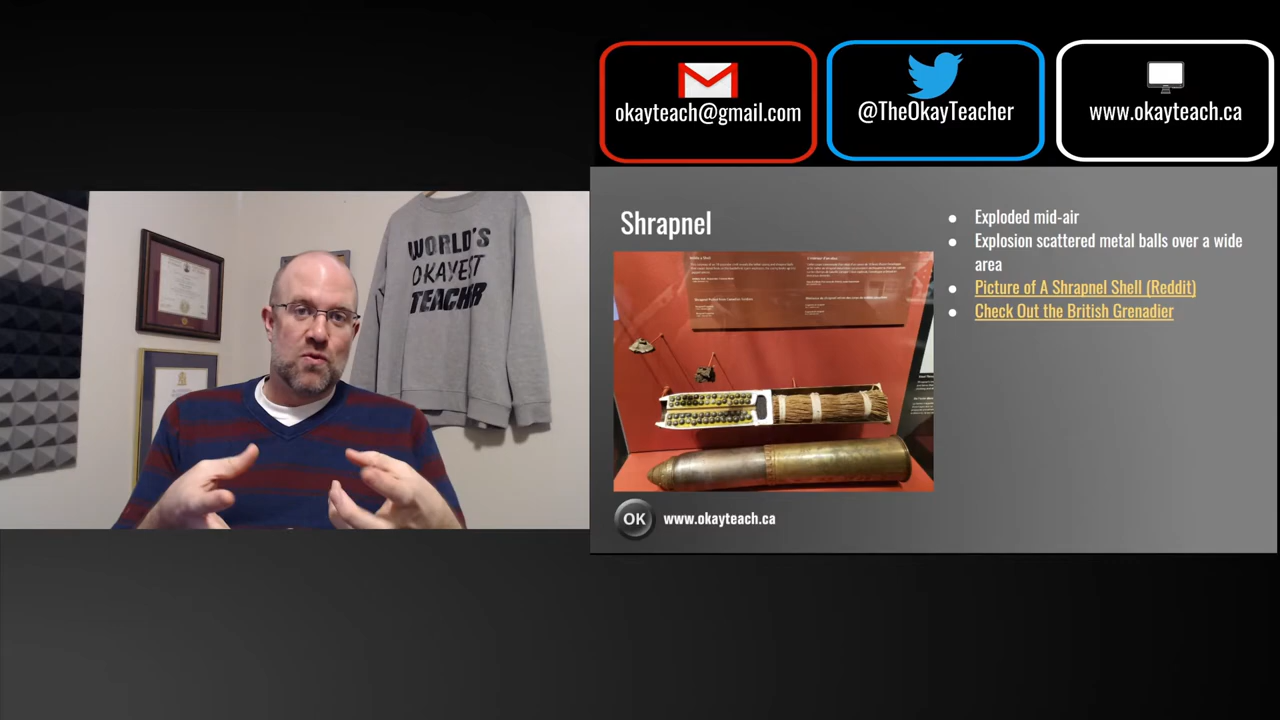 okayteach@gmail.com
@TheOkayTeacher
www.okayteach.ca
WORLD'S
OKAYEST
TEACHR
Shrapnel
● Exploded mid-air
● Explosion scattered metal balls over a wide
area
● Picture of A Shrapnel Shell (Reddit)
● Check Out the British Grenadier
OK www.okayteach.ca